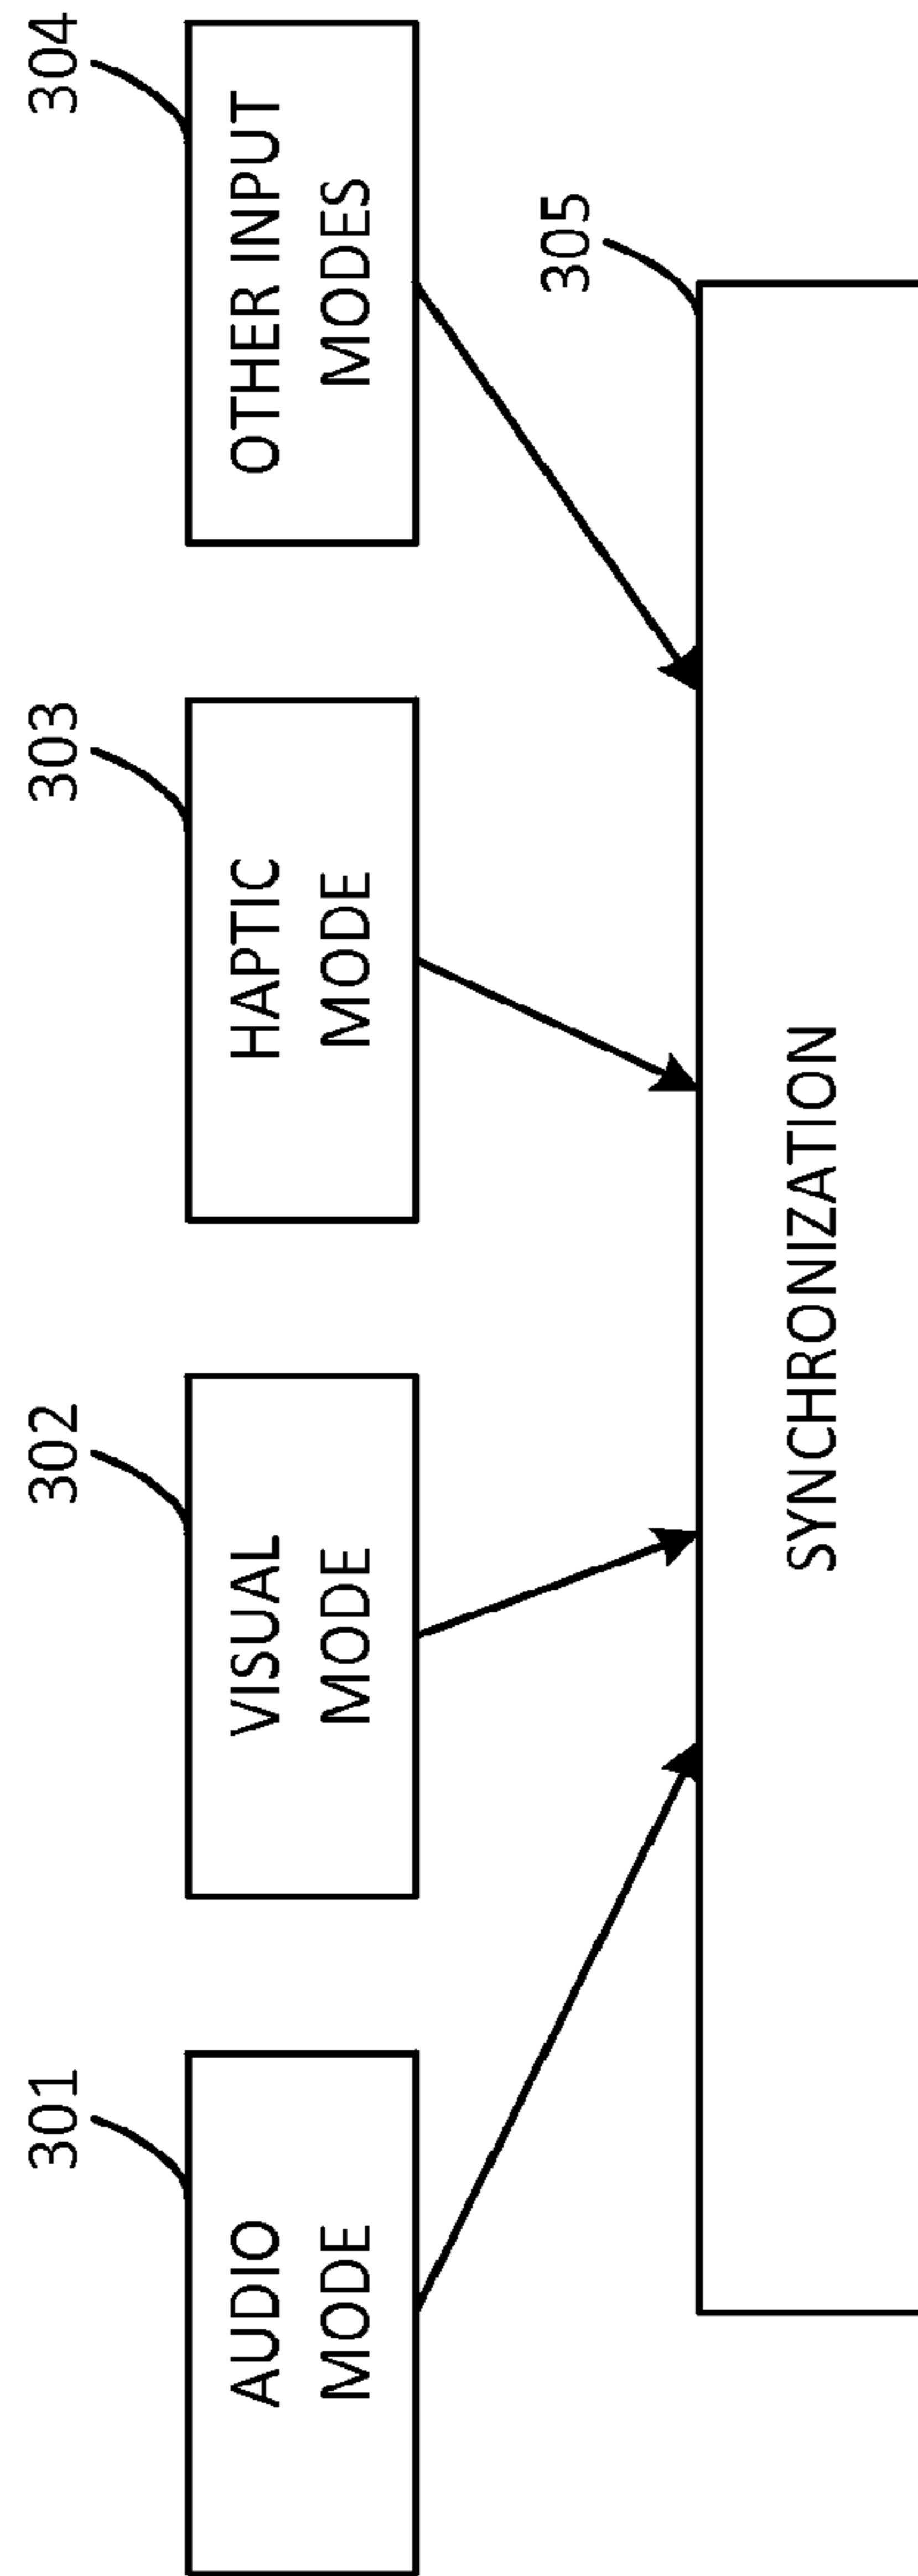 301
302
303
304
AUDIO
MODE
VISUAL
MODE
HAPTIC
MODE
OTHER INPUT
MODES
305
SYNCHRONIZATION